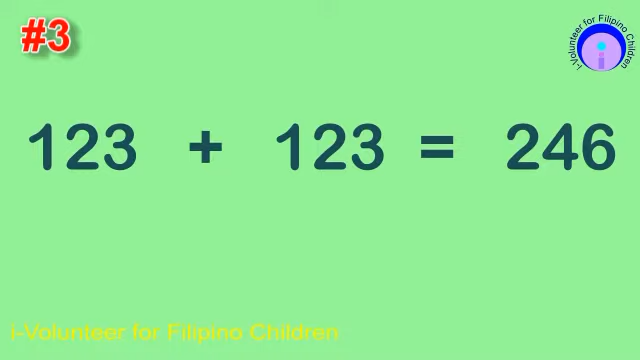 #3
i-Volunteer for Filipino Children
i
123 + 123 = 246
i-Volunteer for Filipino Children